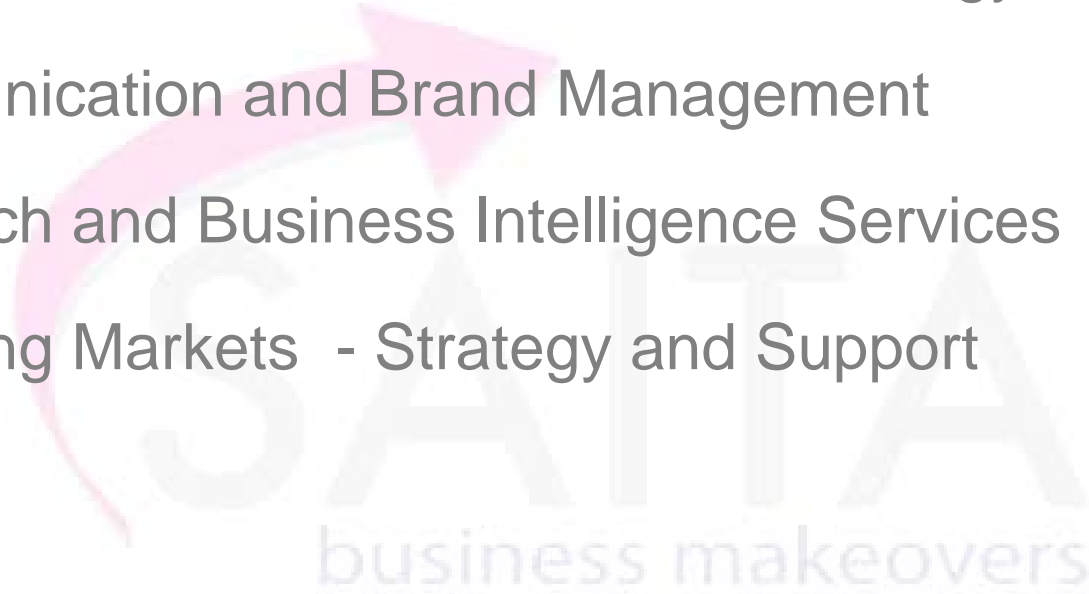 nication and Brand Management
ch and Business Intelligence Services
ng Markets  - Strategy and Support
SAITA
business makeovers